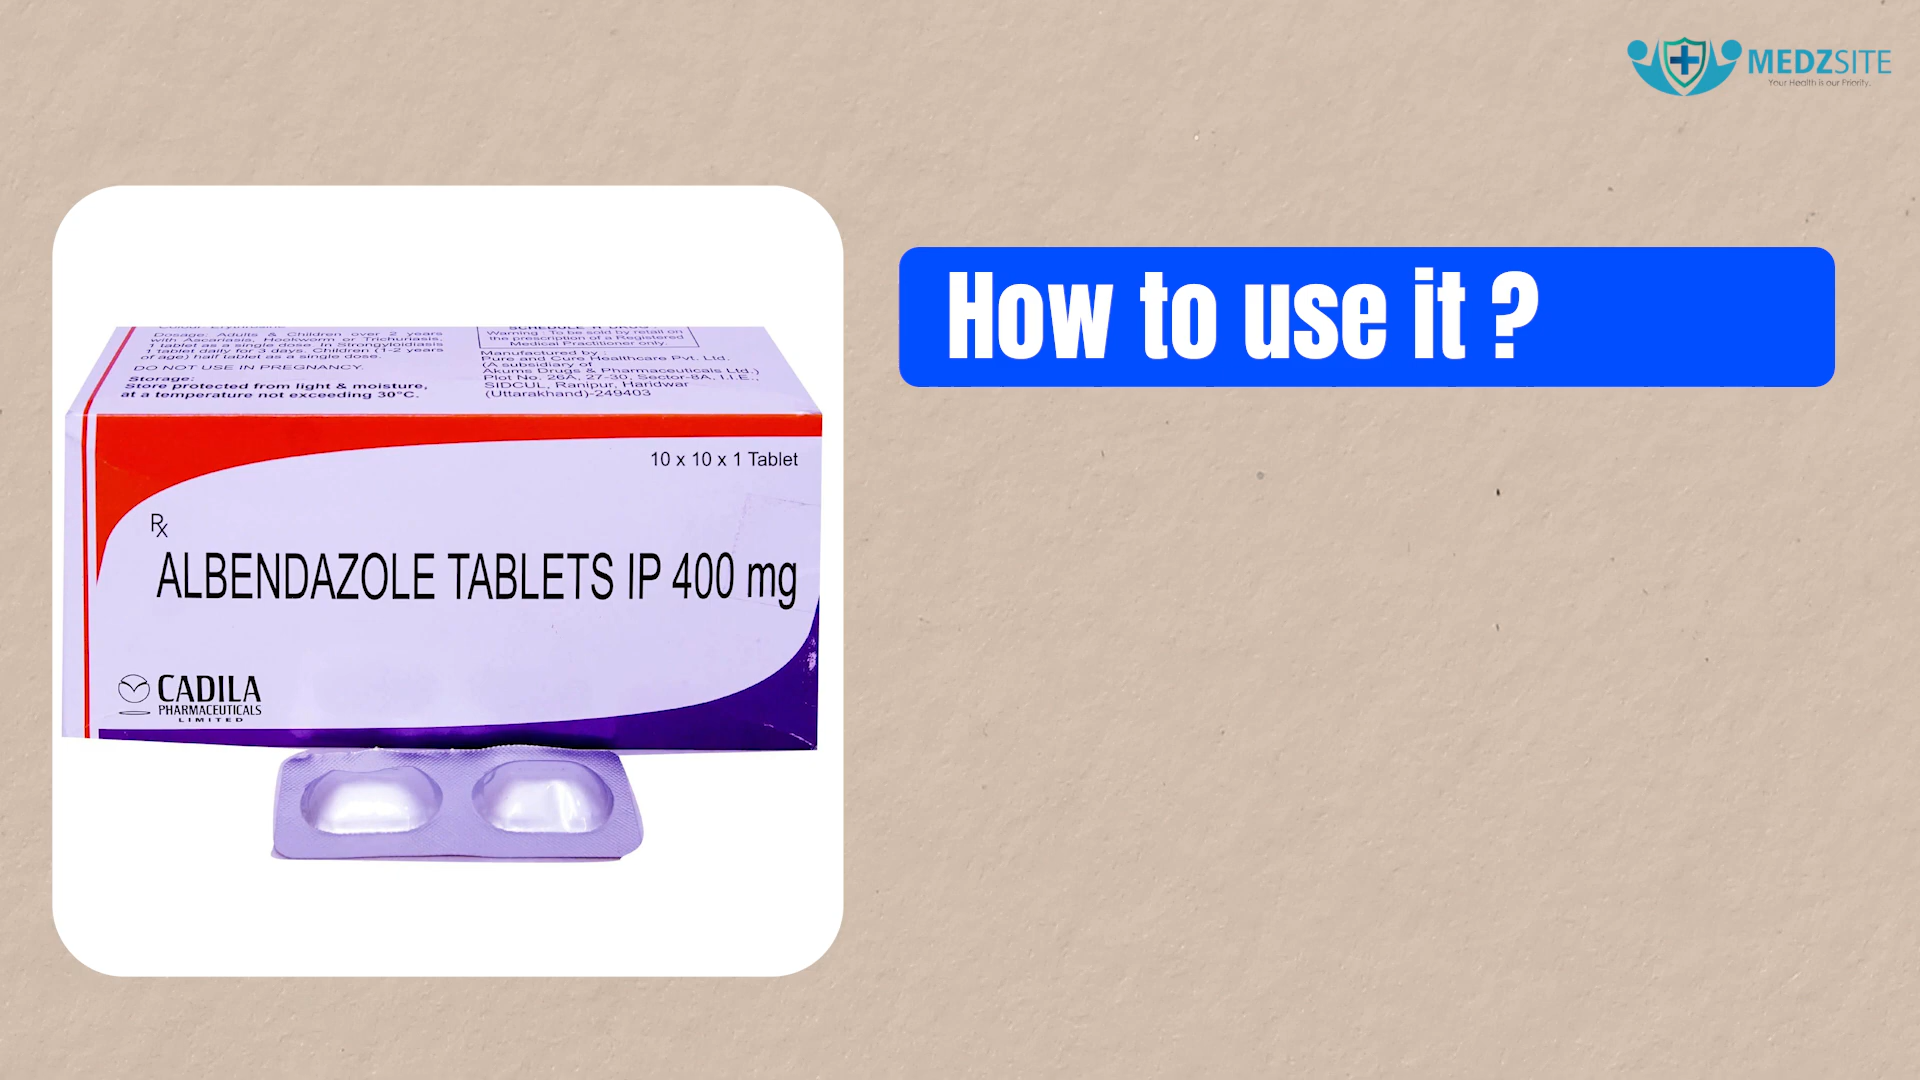 MEDZSITE
Your Health is our Priority.
How to use it ?
Dosage: Adults & Children over 2 years
with Ascariasis, Hookworm or Trichuriasis,
1 tablet as a single dose. In Strongyloidiasis
1 tablet daily for 3 days. Children (1-2 years
of age) half tablet as a single dose.
DO NOT USE IN PREGNANCY.
Storage:
Store protected from light & moisture,
at a temperature not exceeding 30°C.
Warning : To be sold by retail on
the prescription of a Registered
Medical Practitioner only.
Manufactured by :
Pure and Cure Healthcare Pvt. Ltd.
(A subsidiary of
Akums Drugs & Pharmaceuticals Ltd.)
Plot No. 26A, 27-30, Sector-8A, I.I.E.,
SIDCUL, Ranipur, Haridwar
(Uttarakhand)-249403
10 x 10 x 1 Tablet
Rx
ALBENDAZOLE TABLETS IP 400 mg
CADILA
PHARMACEUTICALS
LIMITED